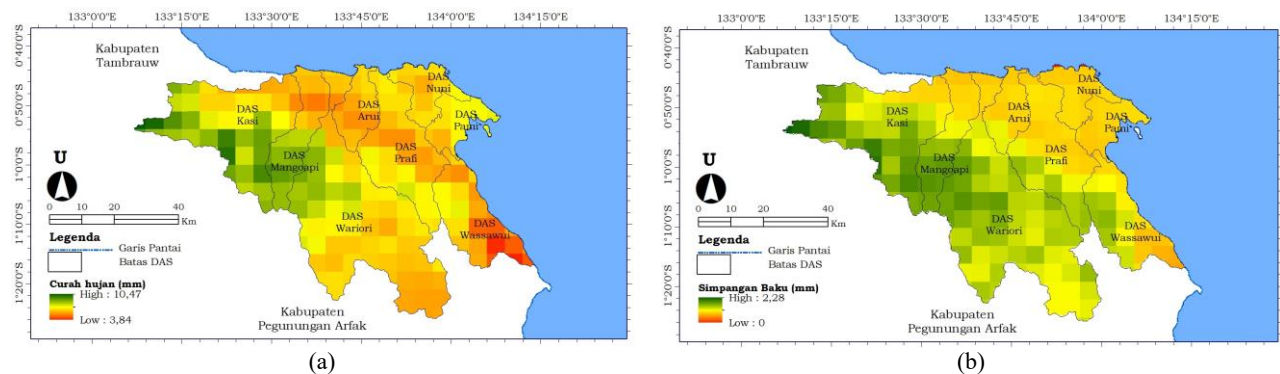 133°0'0"E 133°15'0"E 133°30'0"E 133°45'0"E 134°0'0"E 134°15'0"E
0°40'0"S
0°50'0"S
1°0'0"S
1°10'0"S
1°20'0"S
Kabupaten
Tambrauw
DAS
Nuni
DAS
Kasi
DAS
Arui
DAS
Pami
DAS
Prafi
DAS
Mangoapi
DAS
Wariori
DAS
Wassawui
U
0 10 20 40
Km
Legenda
Garis Pantai
Batas DAS
Curah hujan (mm)
High : 10,47
Low : 3,84
Kabupaten
Pegunungan Arfak
(a)
133°0'0"E 133°15'0"E 133°30'0"E 133°45'0"E 134°0'0"E 134°15'0"E
0°40'0"S
0°50'0"S
1°0'0"S
1°10'0"S
1°20'0"S
Kabupaten
Tambrauw
DAS
Nuni
DAS
Kasi
DAS
Arui
DAS
Pami
DAS
Prafi
DAS
Mangoapi
DAS
Wariori
DAS
Wassawui
U
0 10 20 40
Km
Legenda
Garis Pantai
Batas DAS
Simpangan Baku (mm)
High : 2,28
Low : 0
Kabupaten
Pegunungan Arfak
(b)